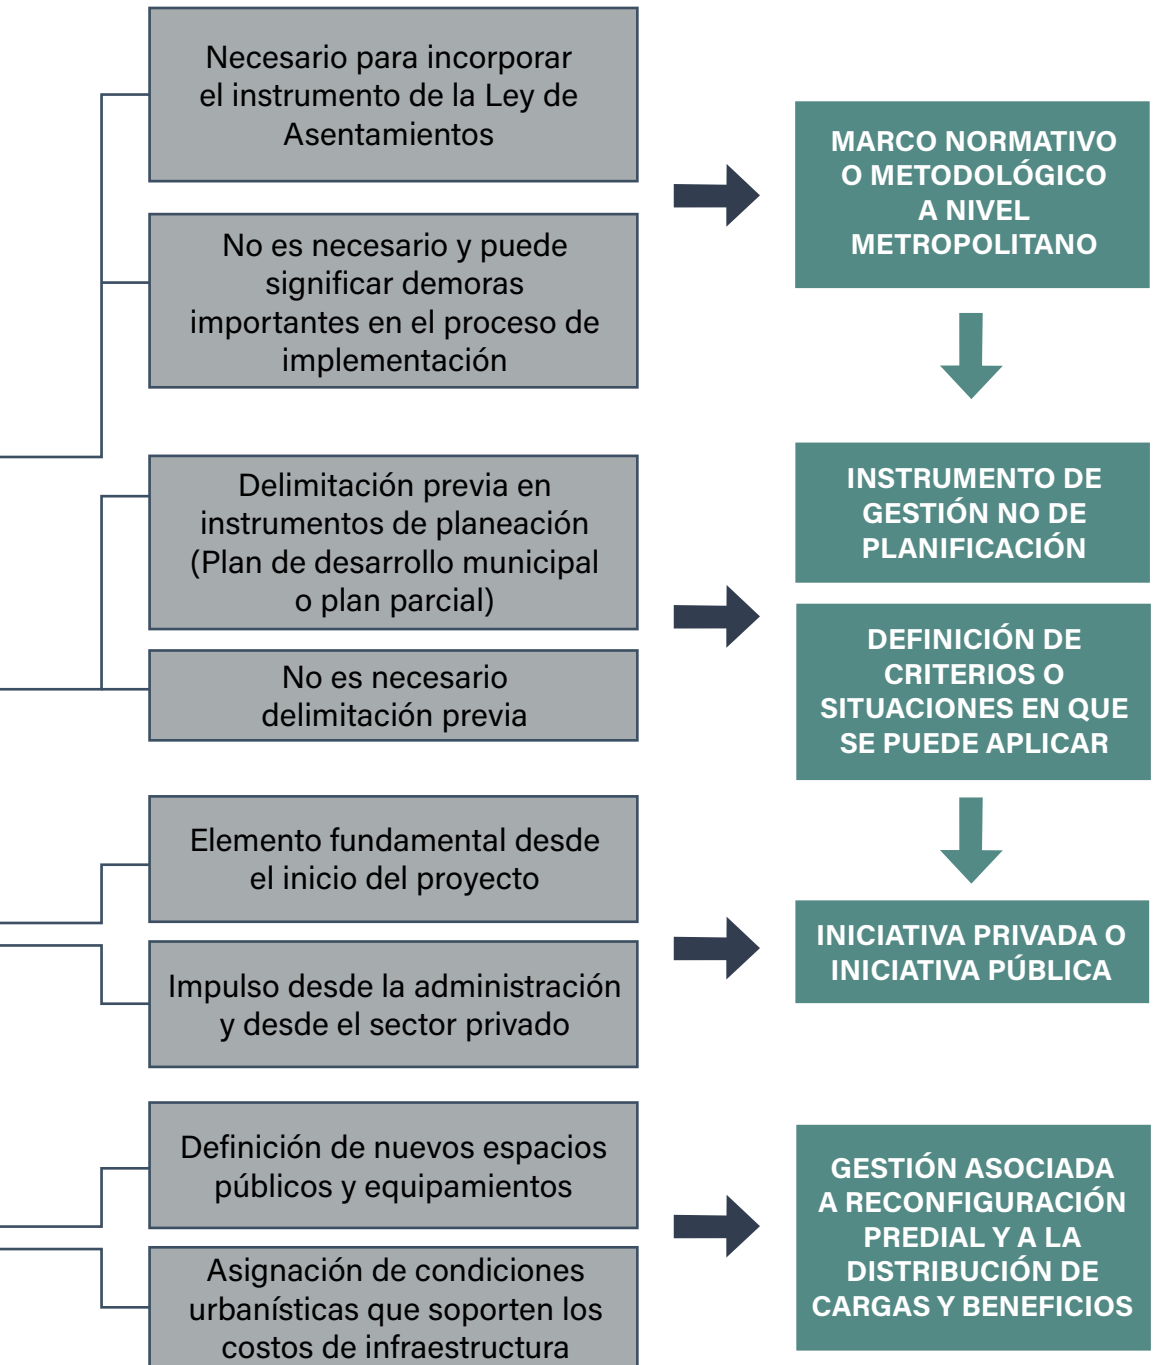 Necesario para incorporar
el instrumento de la Ley de
Asentamientos
No es necesario y puede
significar demoras
importantes en el proceso de
implementación
MARCO NORMATIVO
O METODOLÓGICO
A NIVEL
METROPOLITANO
Delimitación previa en
instrumentos de planeación
(Plan de desarrollo municipal
o plan parcial)
No es necesario
delimitación previa
INSTRUMENTO DE
GESTIÓN NO DE
PLANIFICACIÓN
DEFINICIÓN DE
CRITERIOS O
SITUACIONES EN QUE
SE PUEDE APLICAR
Elemento fundamental desde
el inicio del proyecto
Impulso desde la administración
y desde el sector privado
INICIATIVA PRIVADA O
INICIATIVA PÚBLICA
Definición de nuevos espacios
públicos y equipamientos
Asignación de condiciones
urbanísticas que soporten los
costos de infraestructura
GESTIÓN ASOCIADA
A RECONFIGURACIÓN
PREDIAL Y A LA
DISTRIBUCIÓN DE
CARGAS Y BENEFICIOS